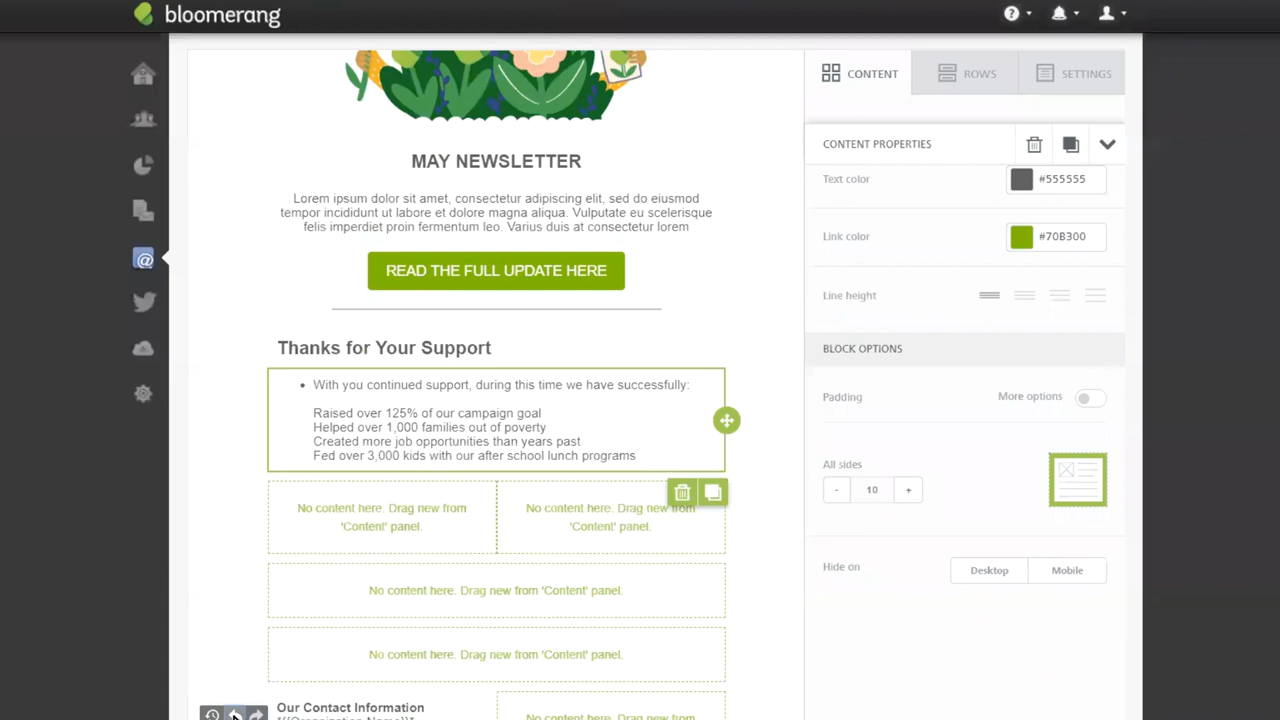 bloomerang
CONTENT
ROWS
SETTINGS
CONTENT PROPERTIES
Text color
#555555
Link color
#70B300
Line height
BLOCK OPTIONS
Padding
More options
All sides
-
10
+
Hide on
Desktop
Mobile
MAY NEWSLETTER
Lorem ipsum dolor sit amet, consectetur adipiscing elit, sed do eiusmod
tempor incididunt ut labore et dolore magna aliqua. Vulputate eu scelerisque
felis imperdiet proin fermentum leo. Varius duis at consectetur lorem
READ THE FULL UPDATE HERE
Thanks for Your Support
• With you continued support, during this time we have successfully:
Raised over 125% of our campaign goal
Helped over 1,000 families out of poverty
Created more job opportunities than years past
Fed over 3,000 kids with our after school lunch programs
No content here. Drag new from
'Content' panel.
No content here. Drag new from
'Content' panel.
No content here. Drag new from 'Content' panel.
No content here. Drag new from 'Content' panel.
Our Contact Information
No content here. Drag new from